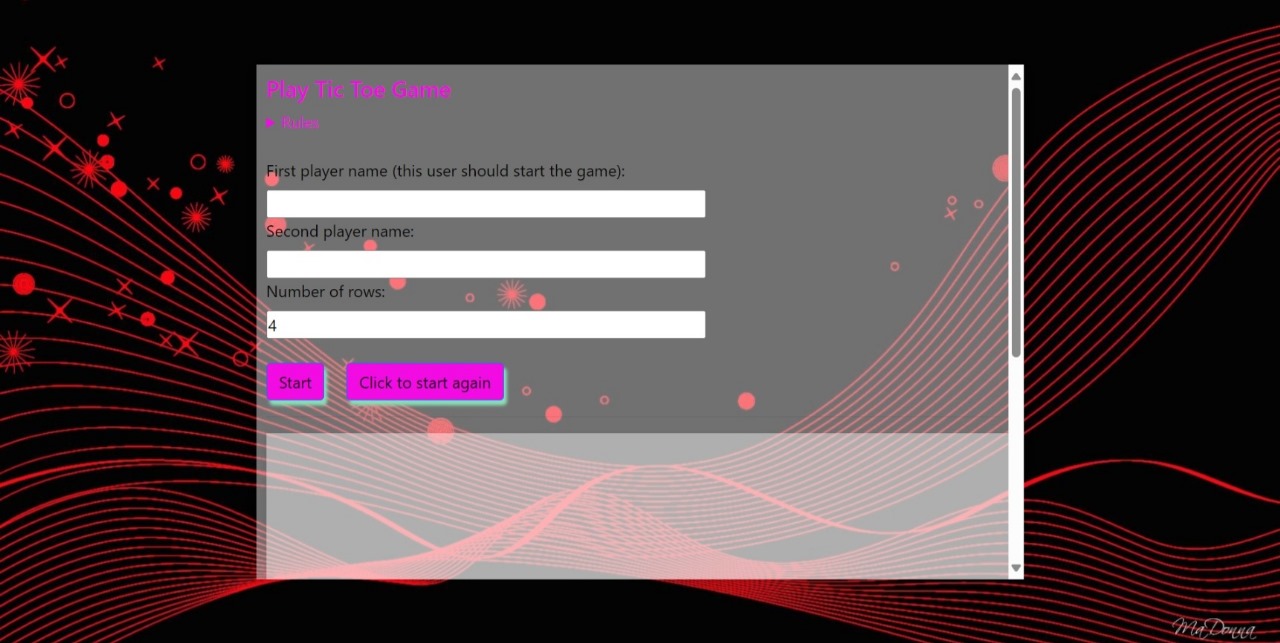 Play Tic Toe Game
Rules
First player name (this user should start the game):
Second player name:
Number of rows:
4
Start
Click to start again
MaDonna